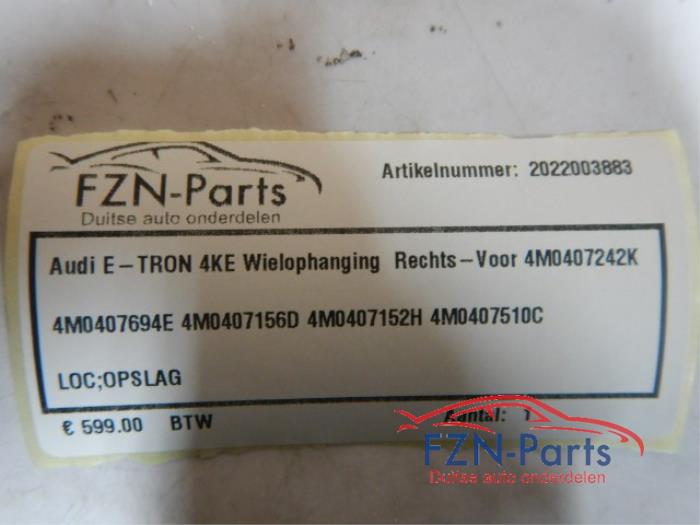 FZN-Parts
Duitse auto onderdelen
Artikelnummer: 2022003883
Audi E-TRON 4KE Wielophanging Rechts-Voor 4M0407242K
4M0407694E 4M0407156D 4M0407152H 4M0407510C
LOC;OPSLAG
€ 599.00 BTW
Aantal: 1
FZN-Parts
Duitse auto onderdelen